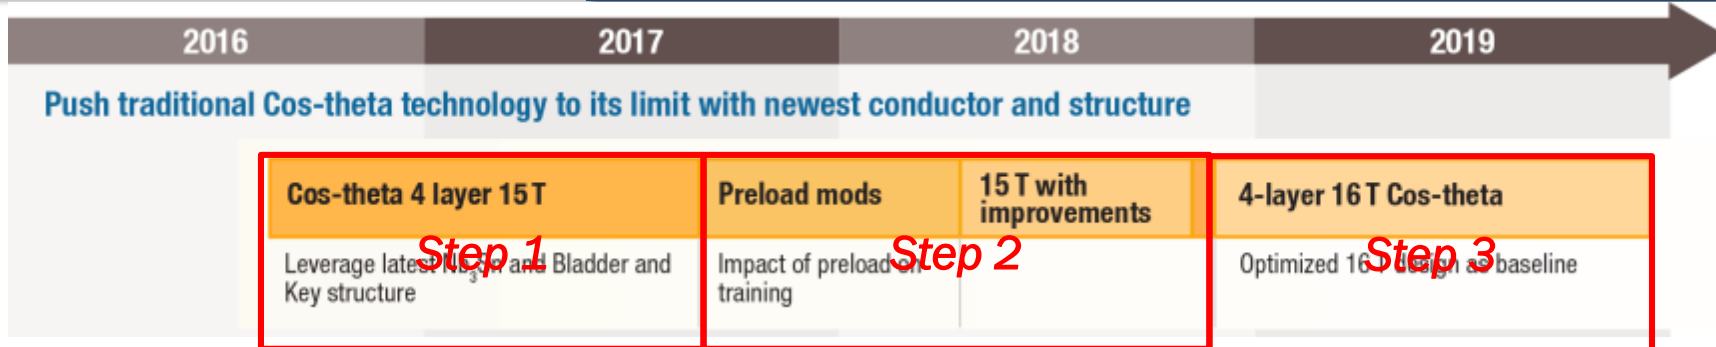 2016 2017 2018 2019
Push traditional Cos-theta technology to its limit with newest conductor and structure
Cos-theta 4 layer 15 T
Preload mods
15 T with
improvements
4-layer 16 T Cos-theta
Step 1
Step 2
Step 3
Leverage latest Nb3Sn and Bladder and
Key structure
Impact of preload on
training
Optimized 16 T design as baseline